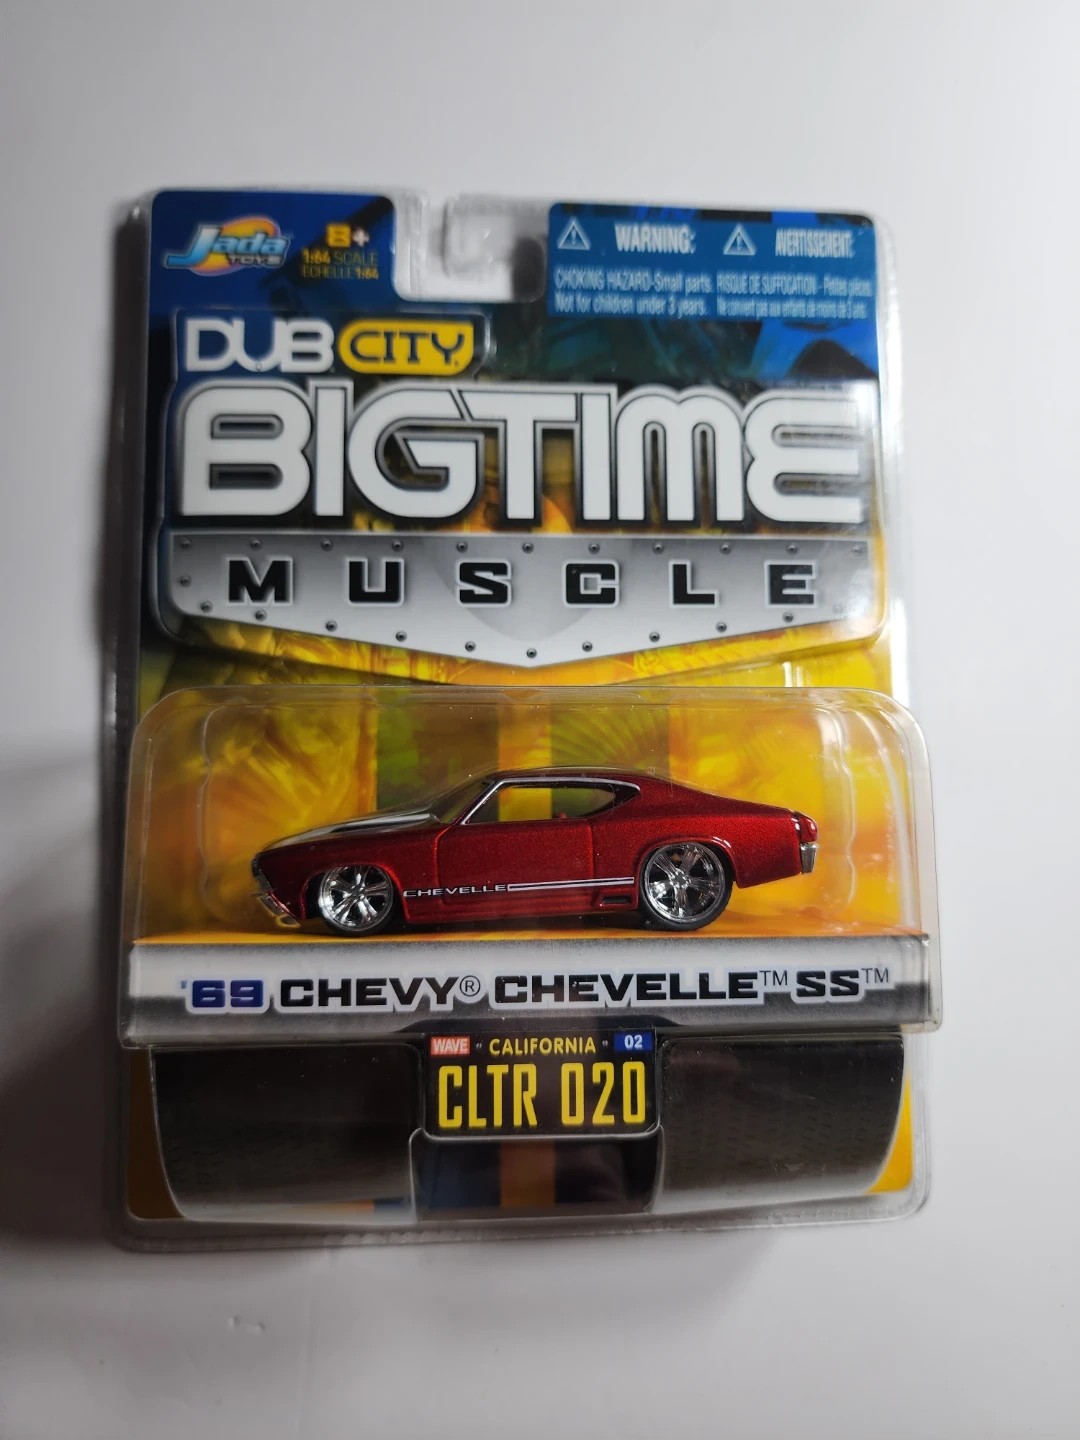 Jada
TOYS
8+
1:64 SCALE
ECHELLE 1:64
WARNING:
CHOKING HAZARD-Small parts.
Not for children under 3 years.
AVERTISSEMENT:
RISQUE DE SUFFOCATION - Petites pièces.
Ne convient pas aux enfants de moins de 3 ans.
DUB CITY
BIGTIME
MUSCLE
CHEVELLE
'69 CHEVY® CHEVELLE™ SS™
WAVE " CALIFORNIA " 02
CLTR 020